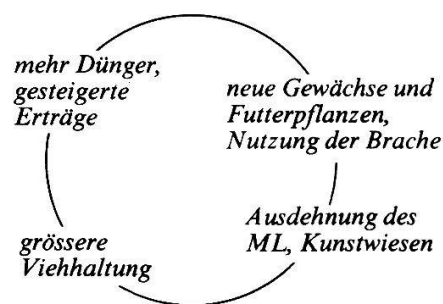 mehr Dünger,
gesteigerte
Erträge
neue Gewächse und
Futterpflanzen,
Nutzung der Brache
Ausdehnung des
ML, Kunstwiesen
grössere
Viehhaltung